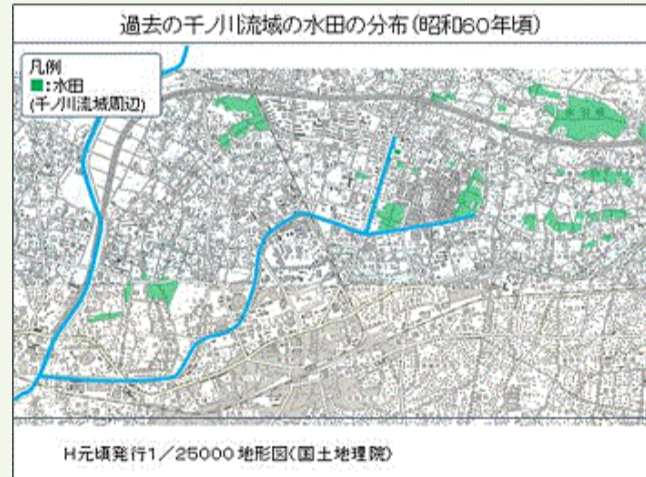 過去の千ノ川流域の水田の分布(昭和60年頃)
凡例
■:水田
(千ノ川流域周辺)
H元頃発行1/25000地形図(国土地理院)